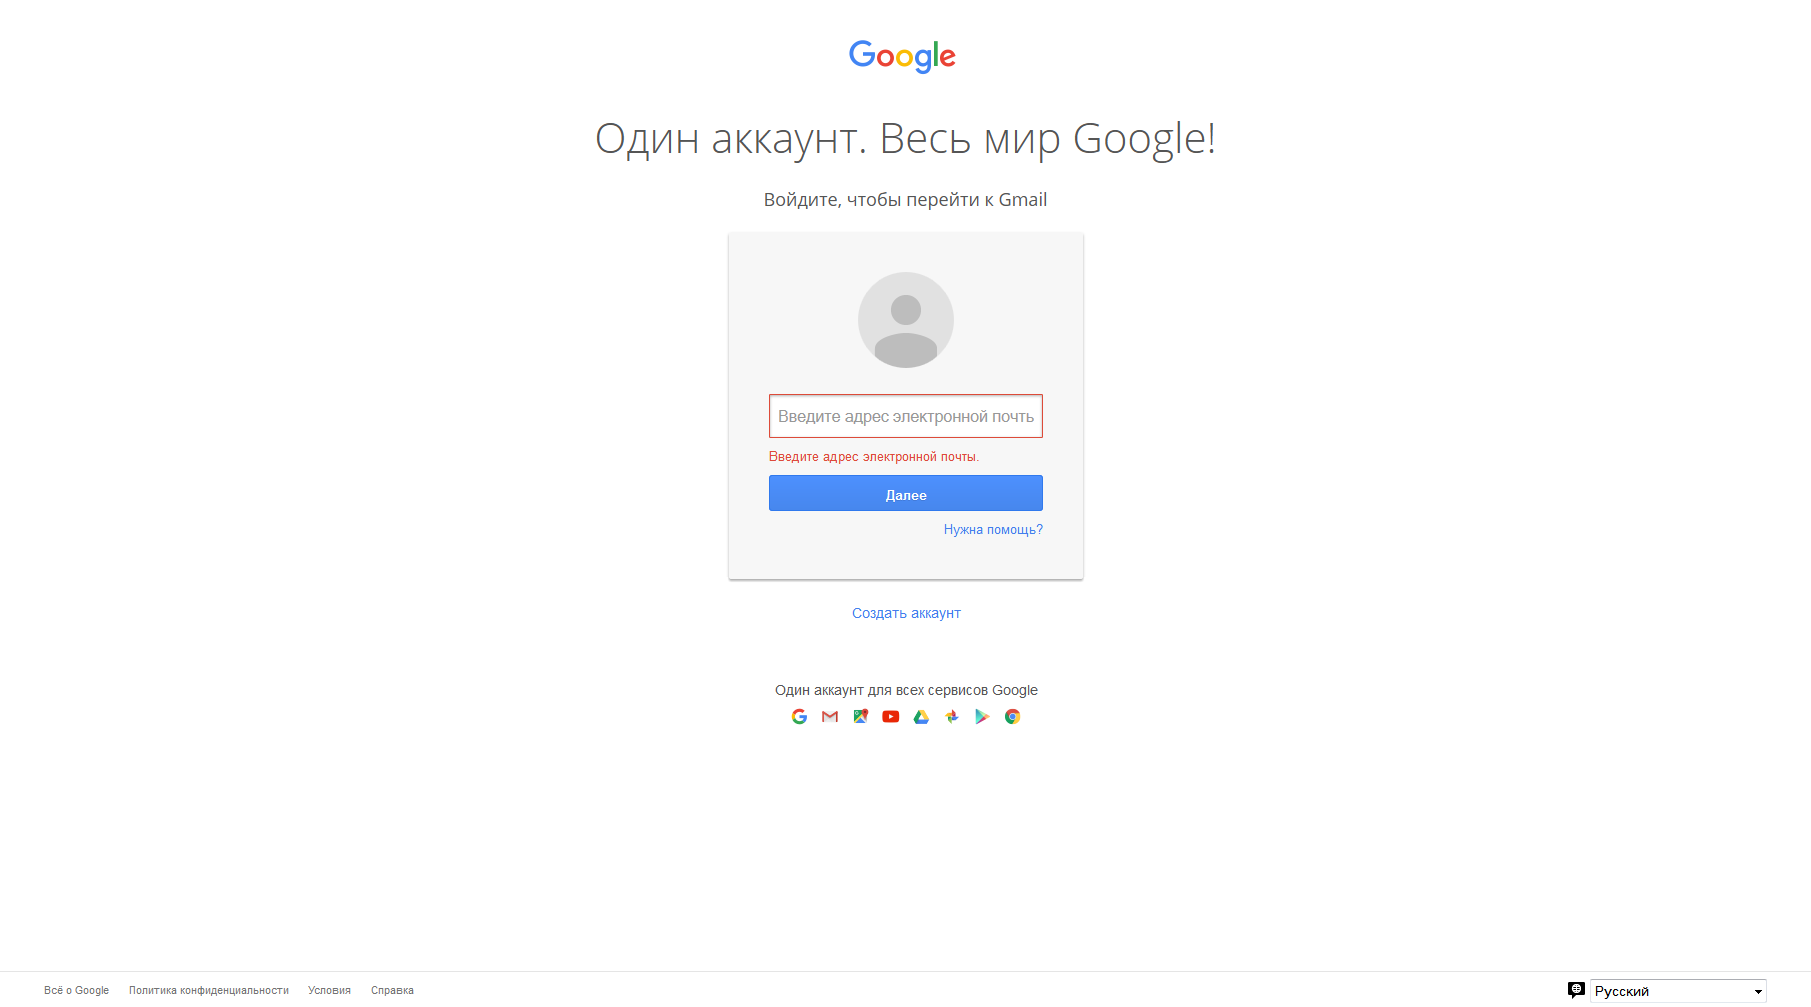 Google
Один аккаунт. Весь мир Google!
Войдите, чтобы перейти к Gmail
Введите адрес электронной почть
Введите адрес электронной почты.
Далее
Нужна помощь?
Создать аккаунт
Один аккаунт для всех сервисов Google
Всё о Google Политика конфиденциальности Условия Справка Русский